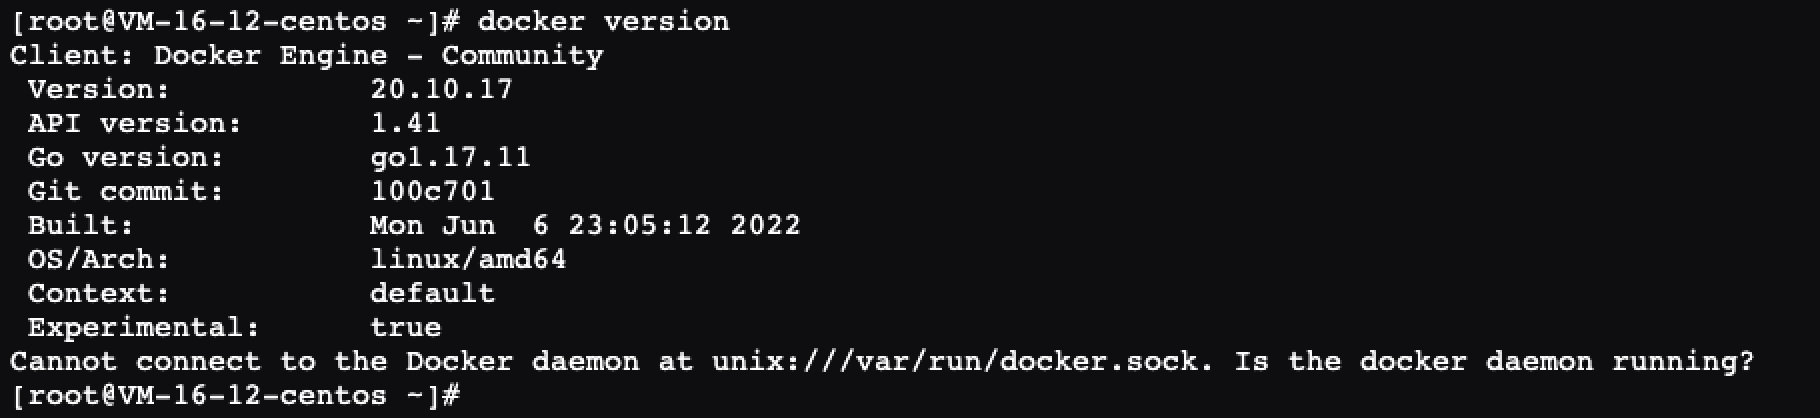 [root@VM-16-12-centos ~]# docker version
Client: Docker Engine - Community
 Version:           20.10.17
 API version:       1.41
 Go version:        go1.17.11
 Git commit:        100c701
 Built:             Mon Jun  6 23:05:12 2022
 OS/Arch:           linux/amd64
 Context:           default
 Experimental:      true
Cannot connect to the Docker daemon at unix:///var/run/docker.sock. Is the docker daemon running?
[root@VM-16-12-centos ~]#